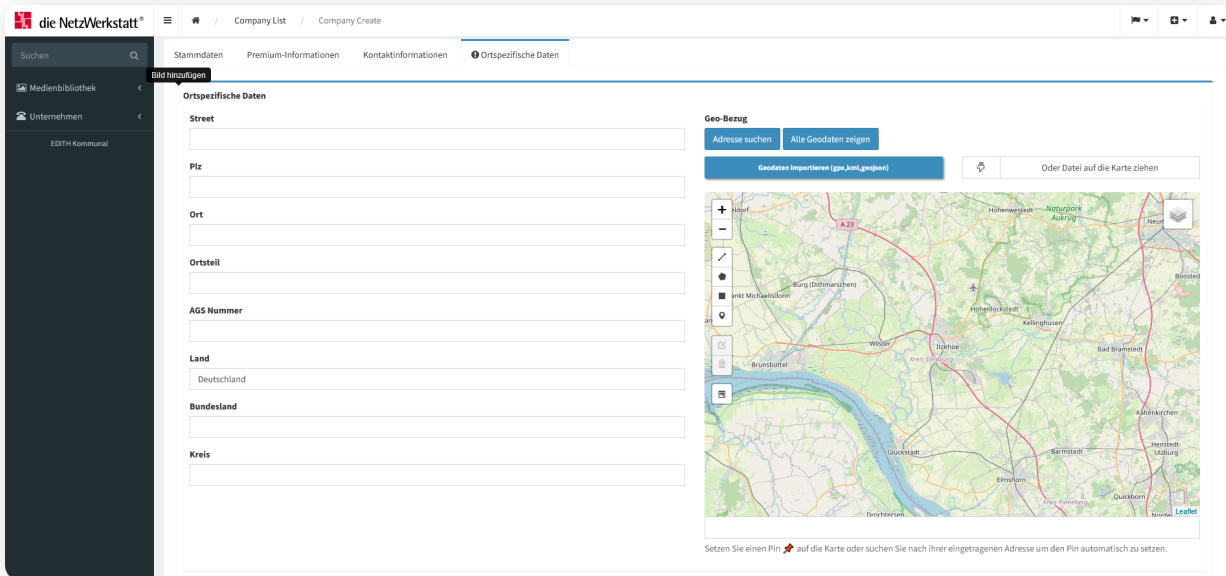 die NetzWerkstatt®
/ Company List / Company Create
Suchen
Medienbibliothek
Unternehmen
EDITH Kommunal
Stammdaten Premium-Informationen Kontaktinformationen Ortspezifische Daten
Bild hinzufügen
Ortspezifische Daten
Street
Plz
Ort
Ortsteil
AGS Nummer
Land
Deutschland
Bundesland
Kreis
Geo-Bezug
Adresse suchen Alle Geodaten zeigen
Geodaten importieren (gpx,kml,geojson) Oder Datei auf die Karte ziehen
+
−
Hohenwestedt
Naturpark
Aukrug
A 23
Boosted
Burg (Dithmarschen)
ankt Michaelisdonn
Hohenlockstedt
Kellinghusen
Wilster
Itzehoe
Kreis Steinburg
Bad Bramstedt
Brunsbüttel
Kaltenkirchen
Glückstadt
Barmstedt
Henstedt-
Ulzburg
Elmshorn
Kreis Pinneberg
Quickborn
Drochtersen
Norder
Leaflet
Setzen Sie einen Pin 📌 auf die Karte oder suchen Sie nach ihrer eingetragenen Adresse um den Pin automatisch zu setzen.